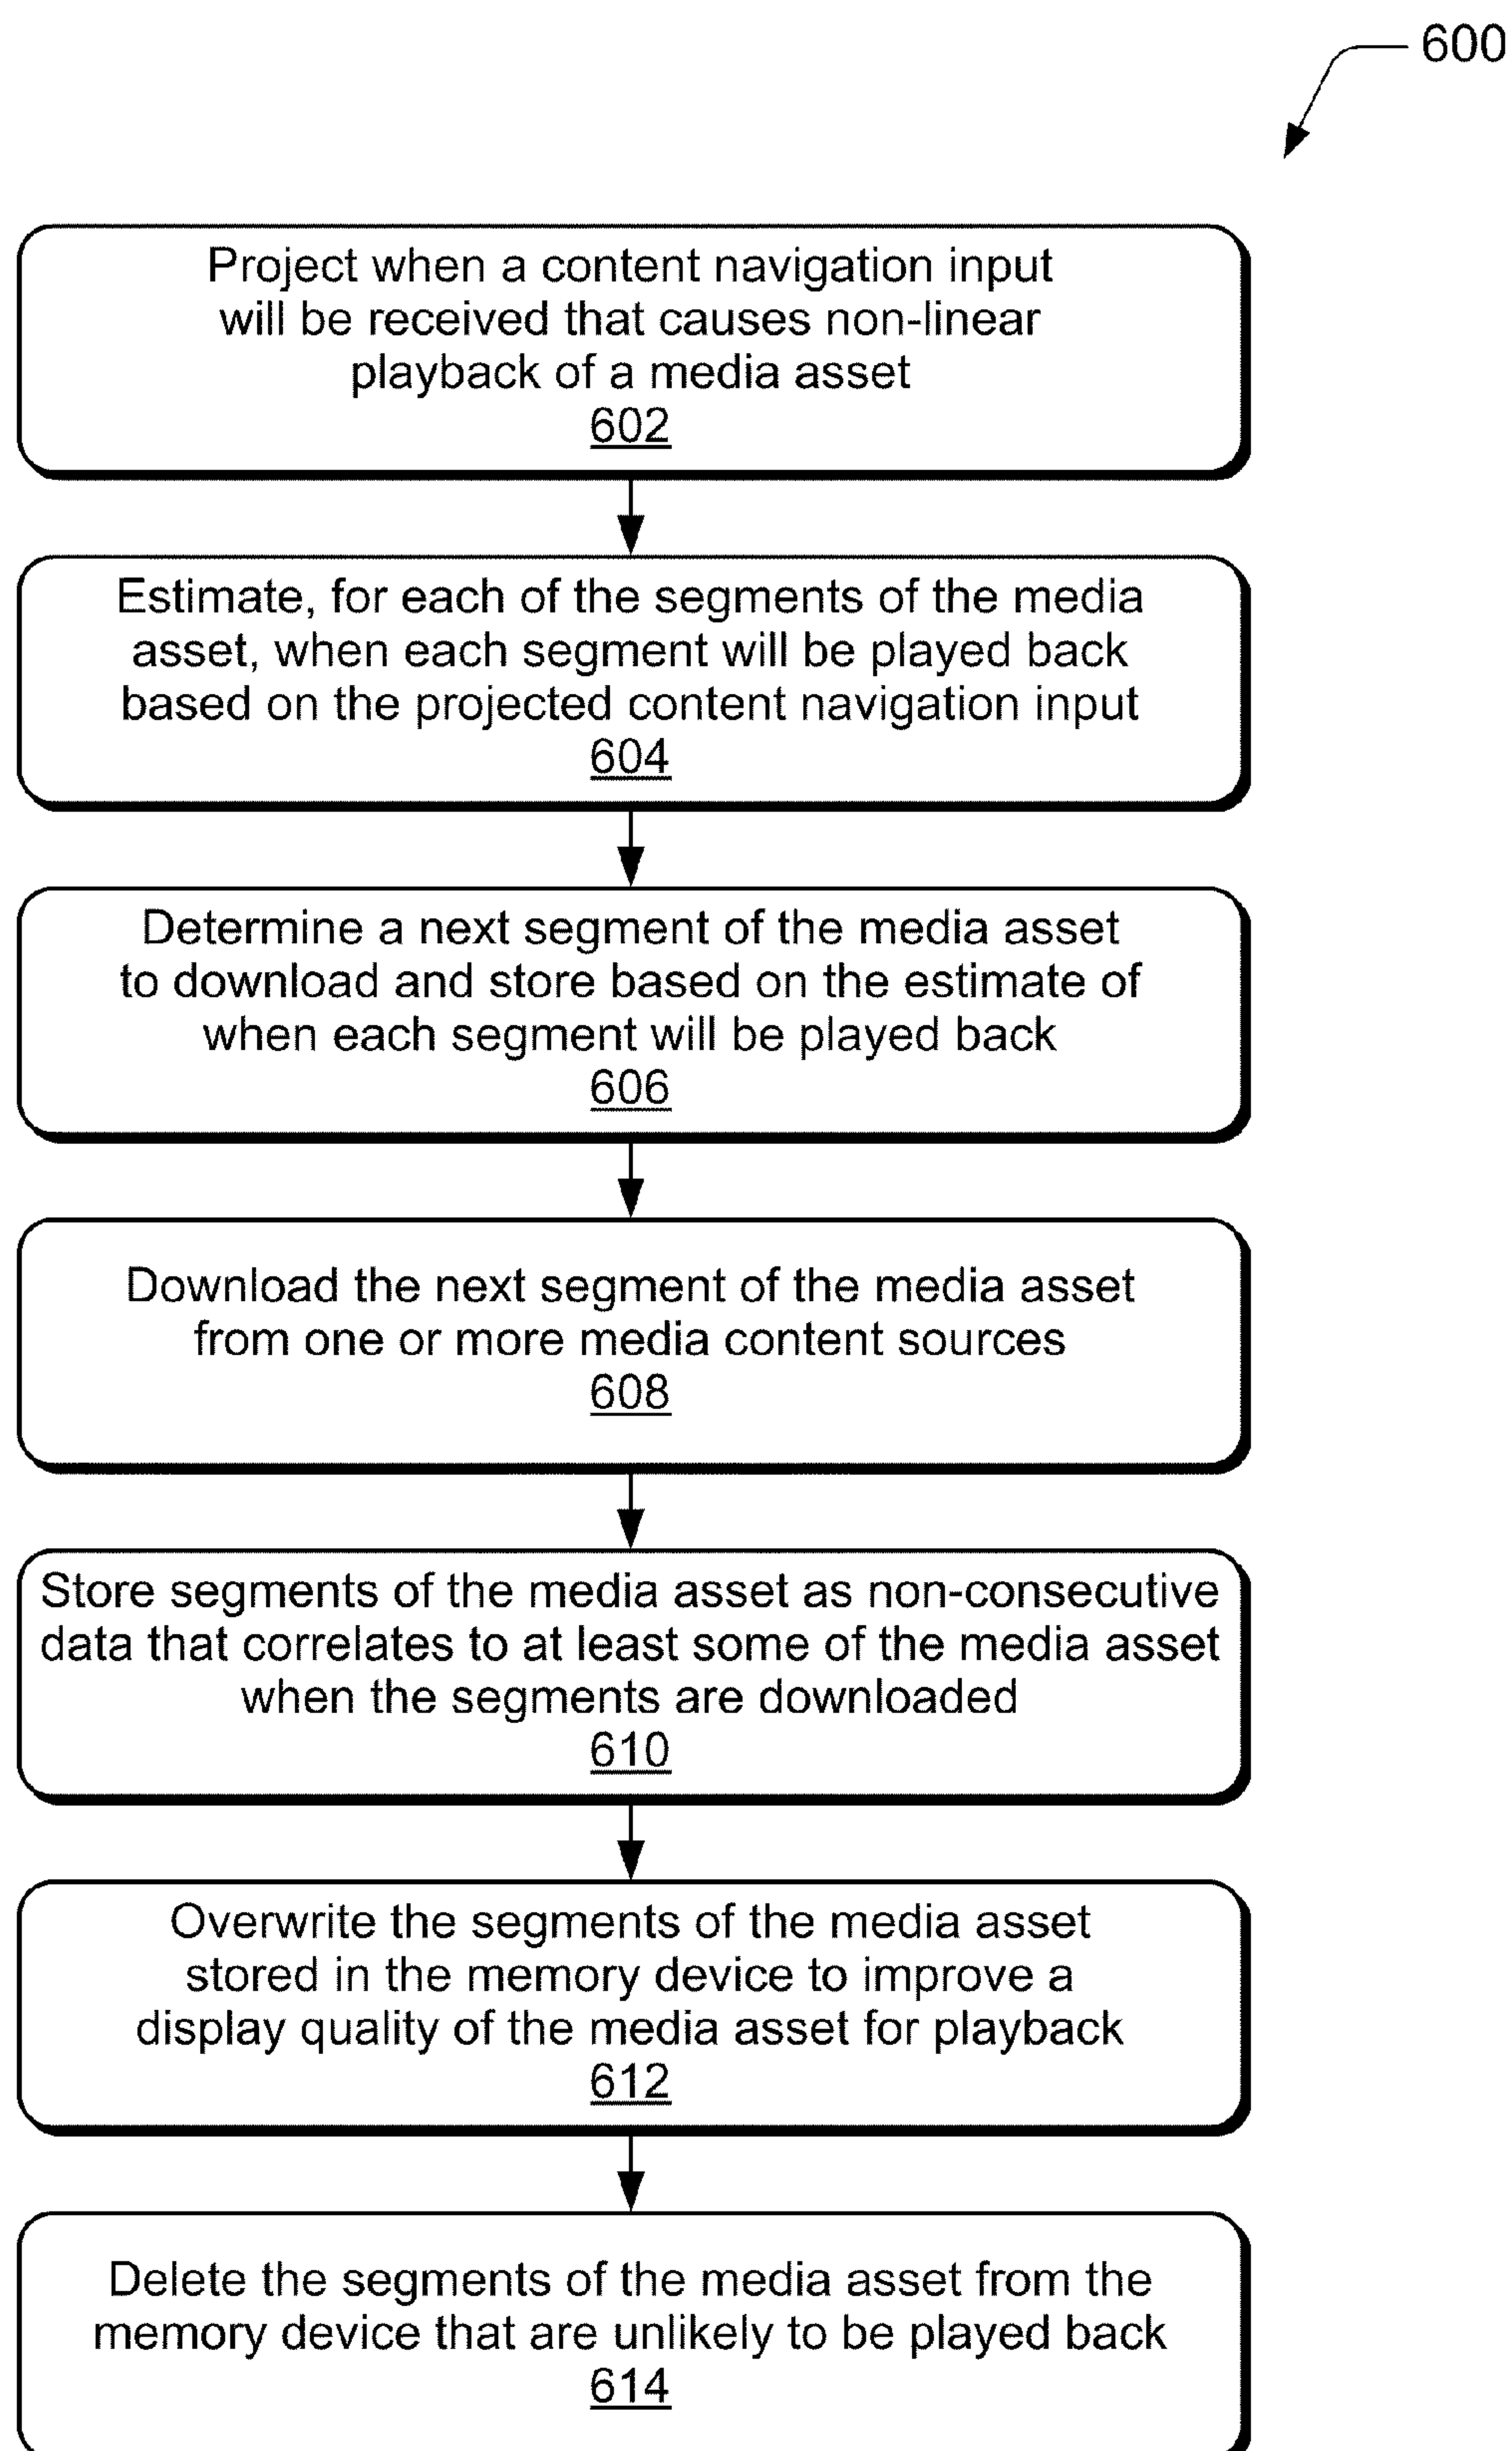 600
Project when a content navigation input
will be received that causes non-linear
playback of a media asset
602
Estimate, for each of the segments of the media
asset, when each segment will be played back
based on the projected content navigation input
604
Determine a next segment of the media asset
to download and store based on the estimate of
when each segment will be played back
606
Download the next segment of the media asset
from one or more media content sources
608
Store segments of the media asset as non-consecutive
data that correlates to at least some of the media asset
when the segments are downloaded
610
Overwrite the segments of the media asset
stored in the memory device to improve a
display quality of the media asset for playback
612
Delete the segments of the media asset from the
memory device that are unlikely to be played back
614